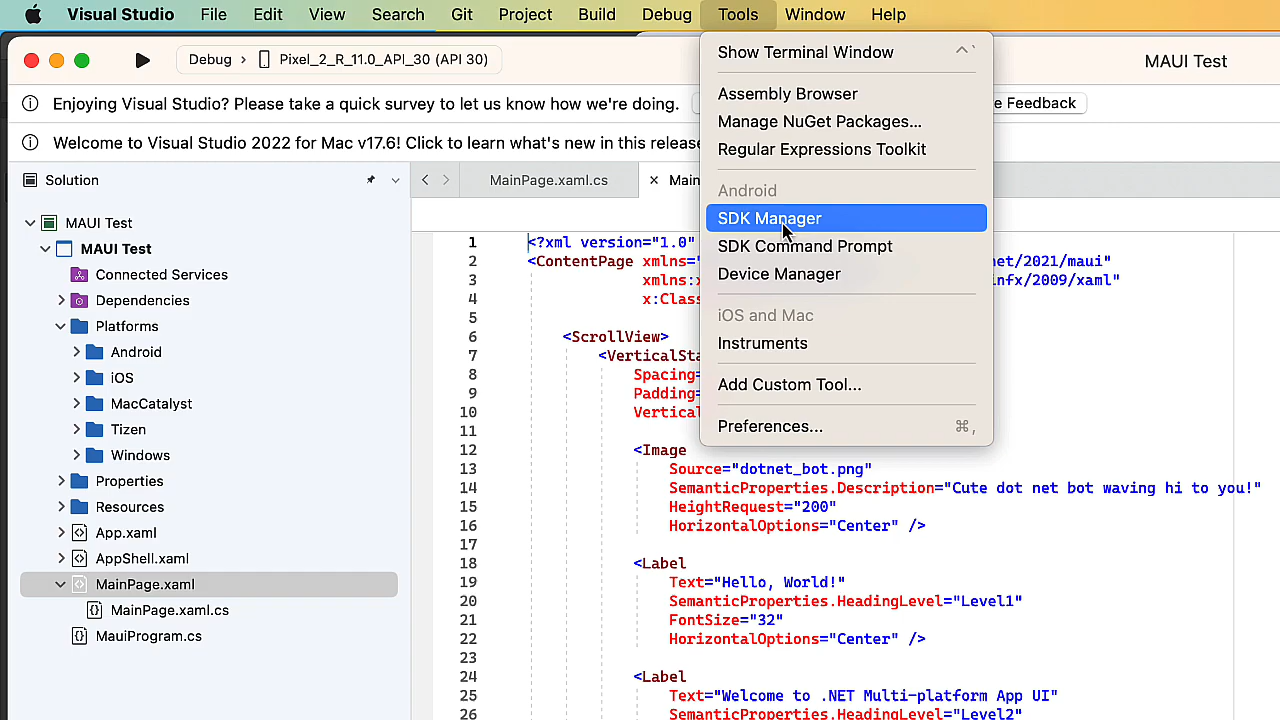 Visual Studio File Edit View Search Git Project Build Debug Tools Window Help
Debug › Pixel_2_R_11.0_API_30 (API 30)
MAUI Test
Enjoying Visual Studio? Please take a quick survey to let us know how we're doing.
Feedback
Welcome to Visual Studio 2022 for Mac v17.6! Click to learn what's new in this release
Show Terminal Window ⌃`
Assembly Browser
Manage NuGet Packages...
Regular Expressions Toolkit
Android
SDK Manager
SDK Command Prompt
Device Manager
iOS and Mac
Instruments
Add Custom Tool...
Preferences... ⌘,
Solution
MAUI Test
MAUI Test
Connected Services
Dependencies
Platforms
Android
iOS
MacCatalyst
Tizen
Windows
Properties
Resources
App.xaml
AppShell.xaml
MainPage.xaml
MainPage.xaml.cs
MauiProgram.cs
MainPage.xaml.cs
× Main
1 <?xml version="1.0"
2 <ContentPage xmlns=" net/2021/maui"
3 xmlns: infx/2009/xaml"
4 x:Clas
5
6 <ScrollView>
7 <VerticalSta
8 Spacing=
9 Padding=
10 Vertical
11
12 <Image
13 Source="dotnet_bot.png"
14 SemanticProperties.Description="Cute dot net bot waving hi to you!"
15 HeightRequest="200"
16 HorizontalOptions="Center" />
17
18 <Label
19 Text="Hello, World!"
20 SemanticProperties.HeadingLevel="Level1"
21 FontSize="32"
22 HorizontalOptions="Center" />
23
24 <Label
25 Text="Welcome to .NET Multi-platform App UI"
26 SemanticProperties.HeadingLevel="Level2"